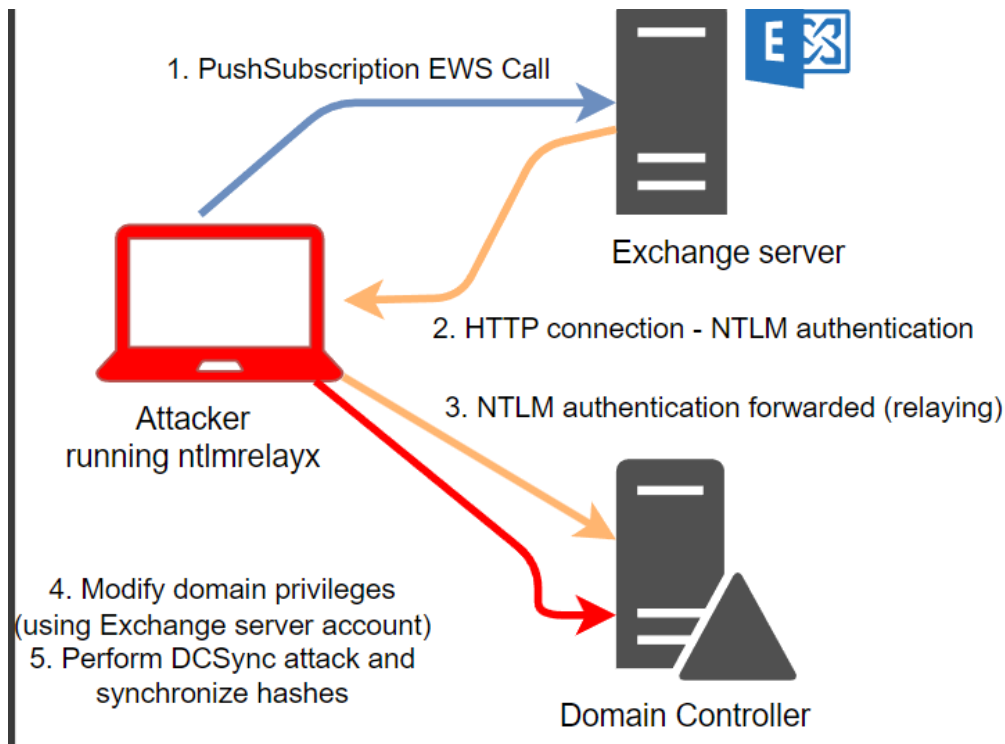 1. PushSubscription EWS Call
E
Exchange server
2. HTTP connection - NTLM authentication
3. NTLM authentication forwarded (relaying)
Attacker
running ntlmrelayx
4. Modify domain privileges
(using Exchange server account)
5. Perform DCSync attack and
synchronize hashes
Domain Controller